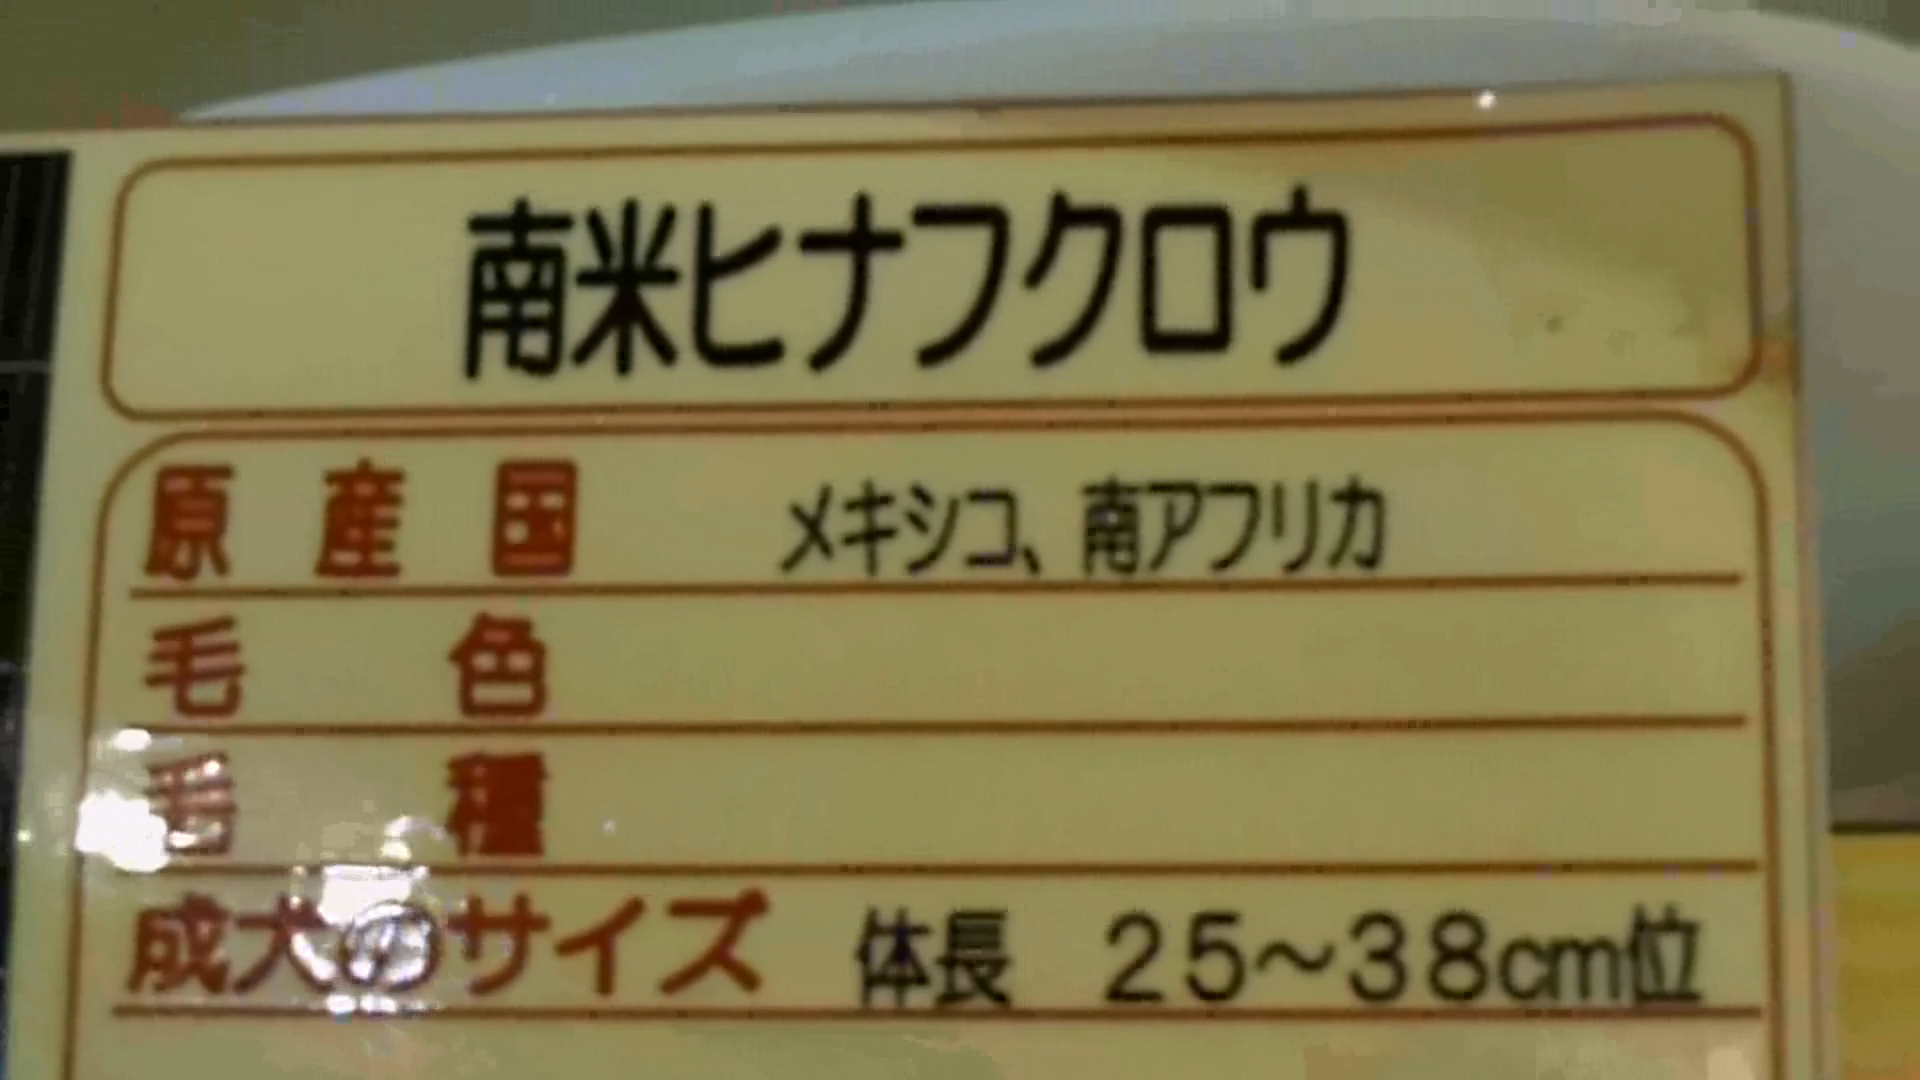 南米ヒナフクロウ
原産国 メキシコ、南アフリカ
毛色
毛種
成犬のサイズ 体長 25～38cm位